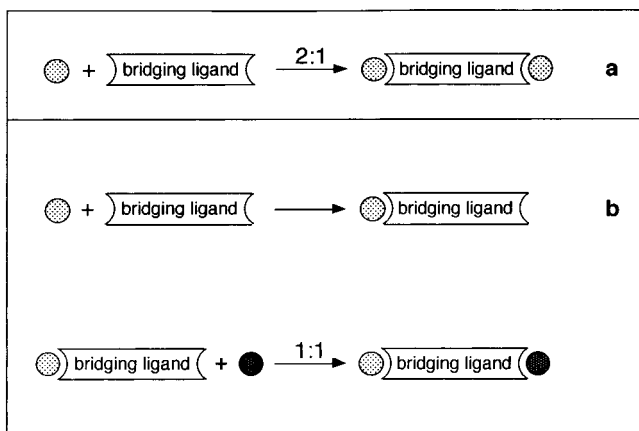 2:1
+ bridging ligand bridging ligand a
+ bridging ligand bridging ligand b
1:1
bridging ligand + bridging ligand